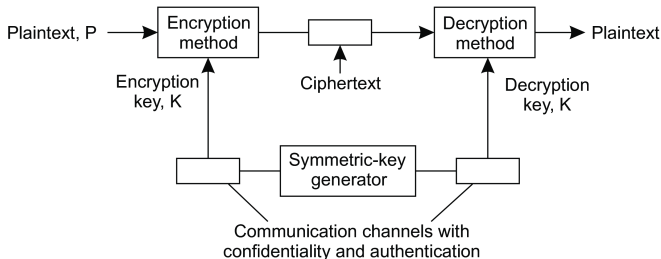 Plaintext, P
Encryption
method
Decryption
method
Plaintext
Encryption
key, K
Ciphertext
Decryption
key, K
Symmetric-key
generator
Communication channels with
confidentiality and authentication